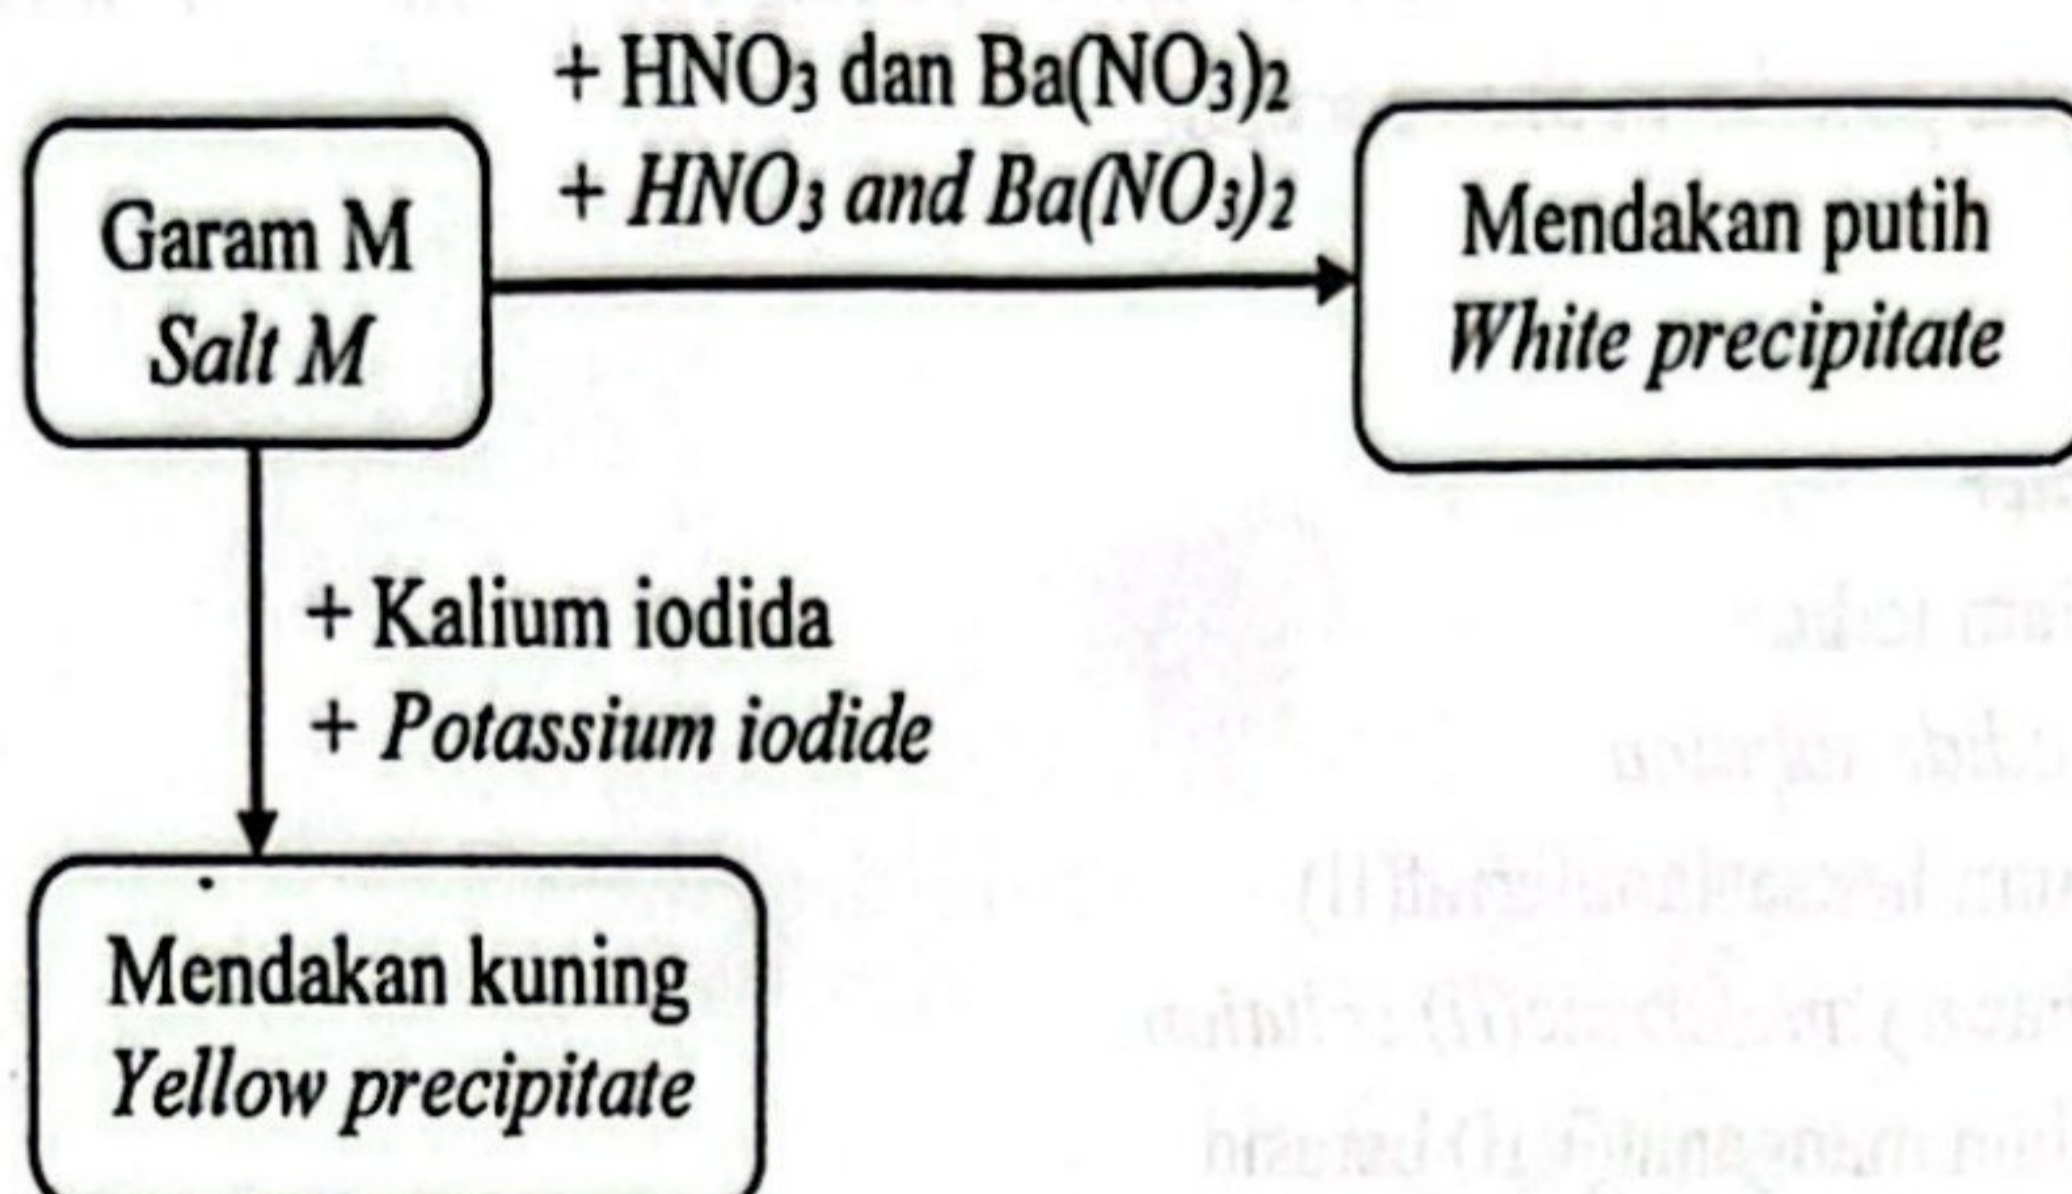 + HNO₃ dan Ba(NO₃)₂
+ HNO₃ and Ba(NO₃)₂
Garam M
Salt M
Mendakan putih
White precipitate
+ Kalium iodida
+ Potassium iodide
Mendakan kuning
Yellow precipitate